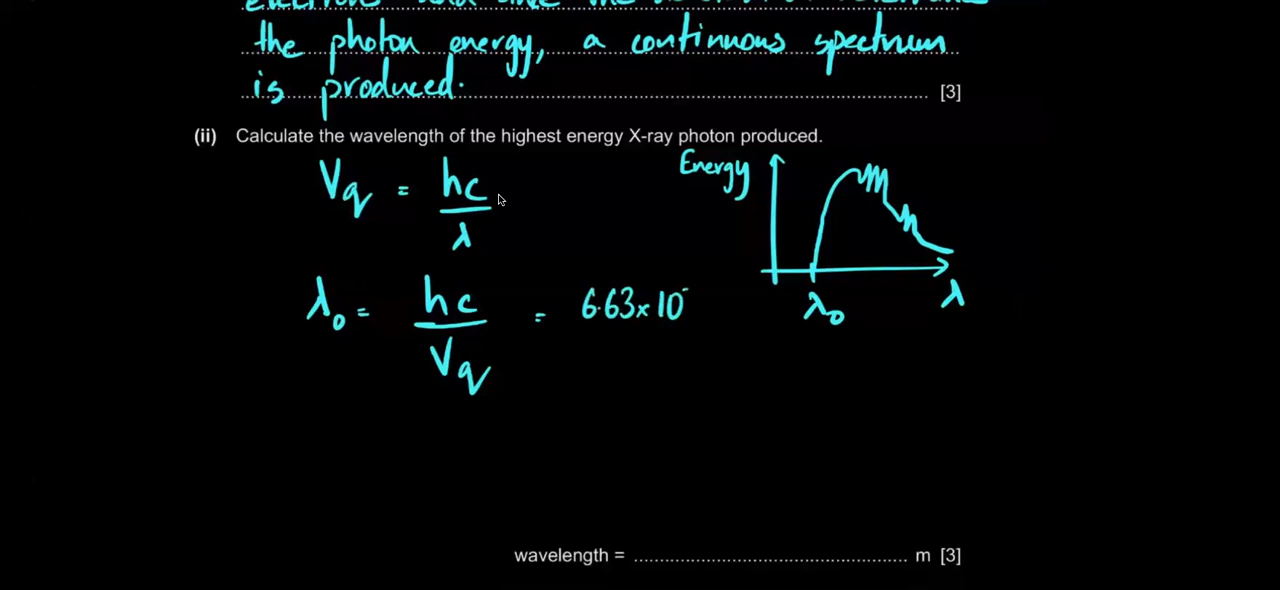 the photon energy, a continuous spectrum
is produced. [3]
(ii) Calculate the wavelength of the highest energy X-ray photon produced.
Vq = hc/λ
Energy
λ₀ = hc/Vq = 6.63 × 10⁻
λ₀
λ
wavelength = ........................................................ m [3]